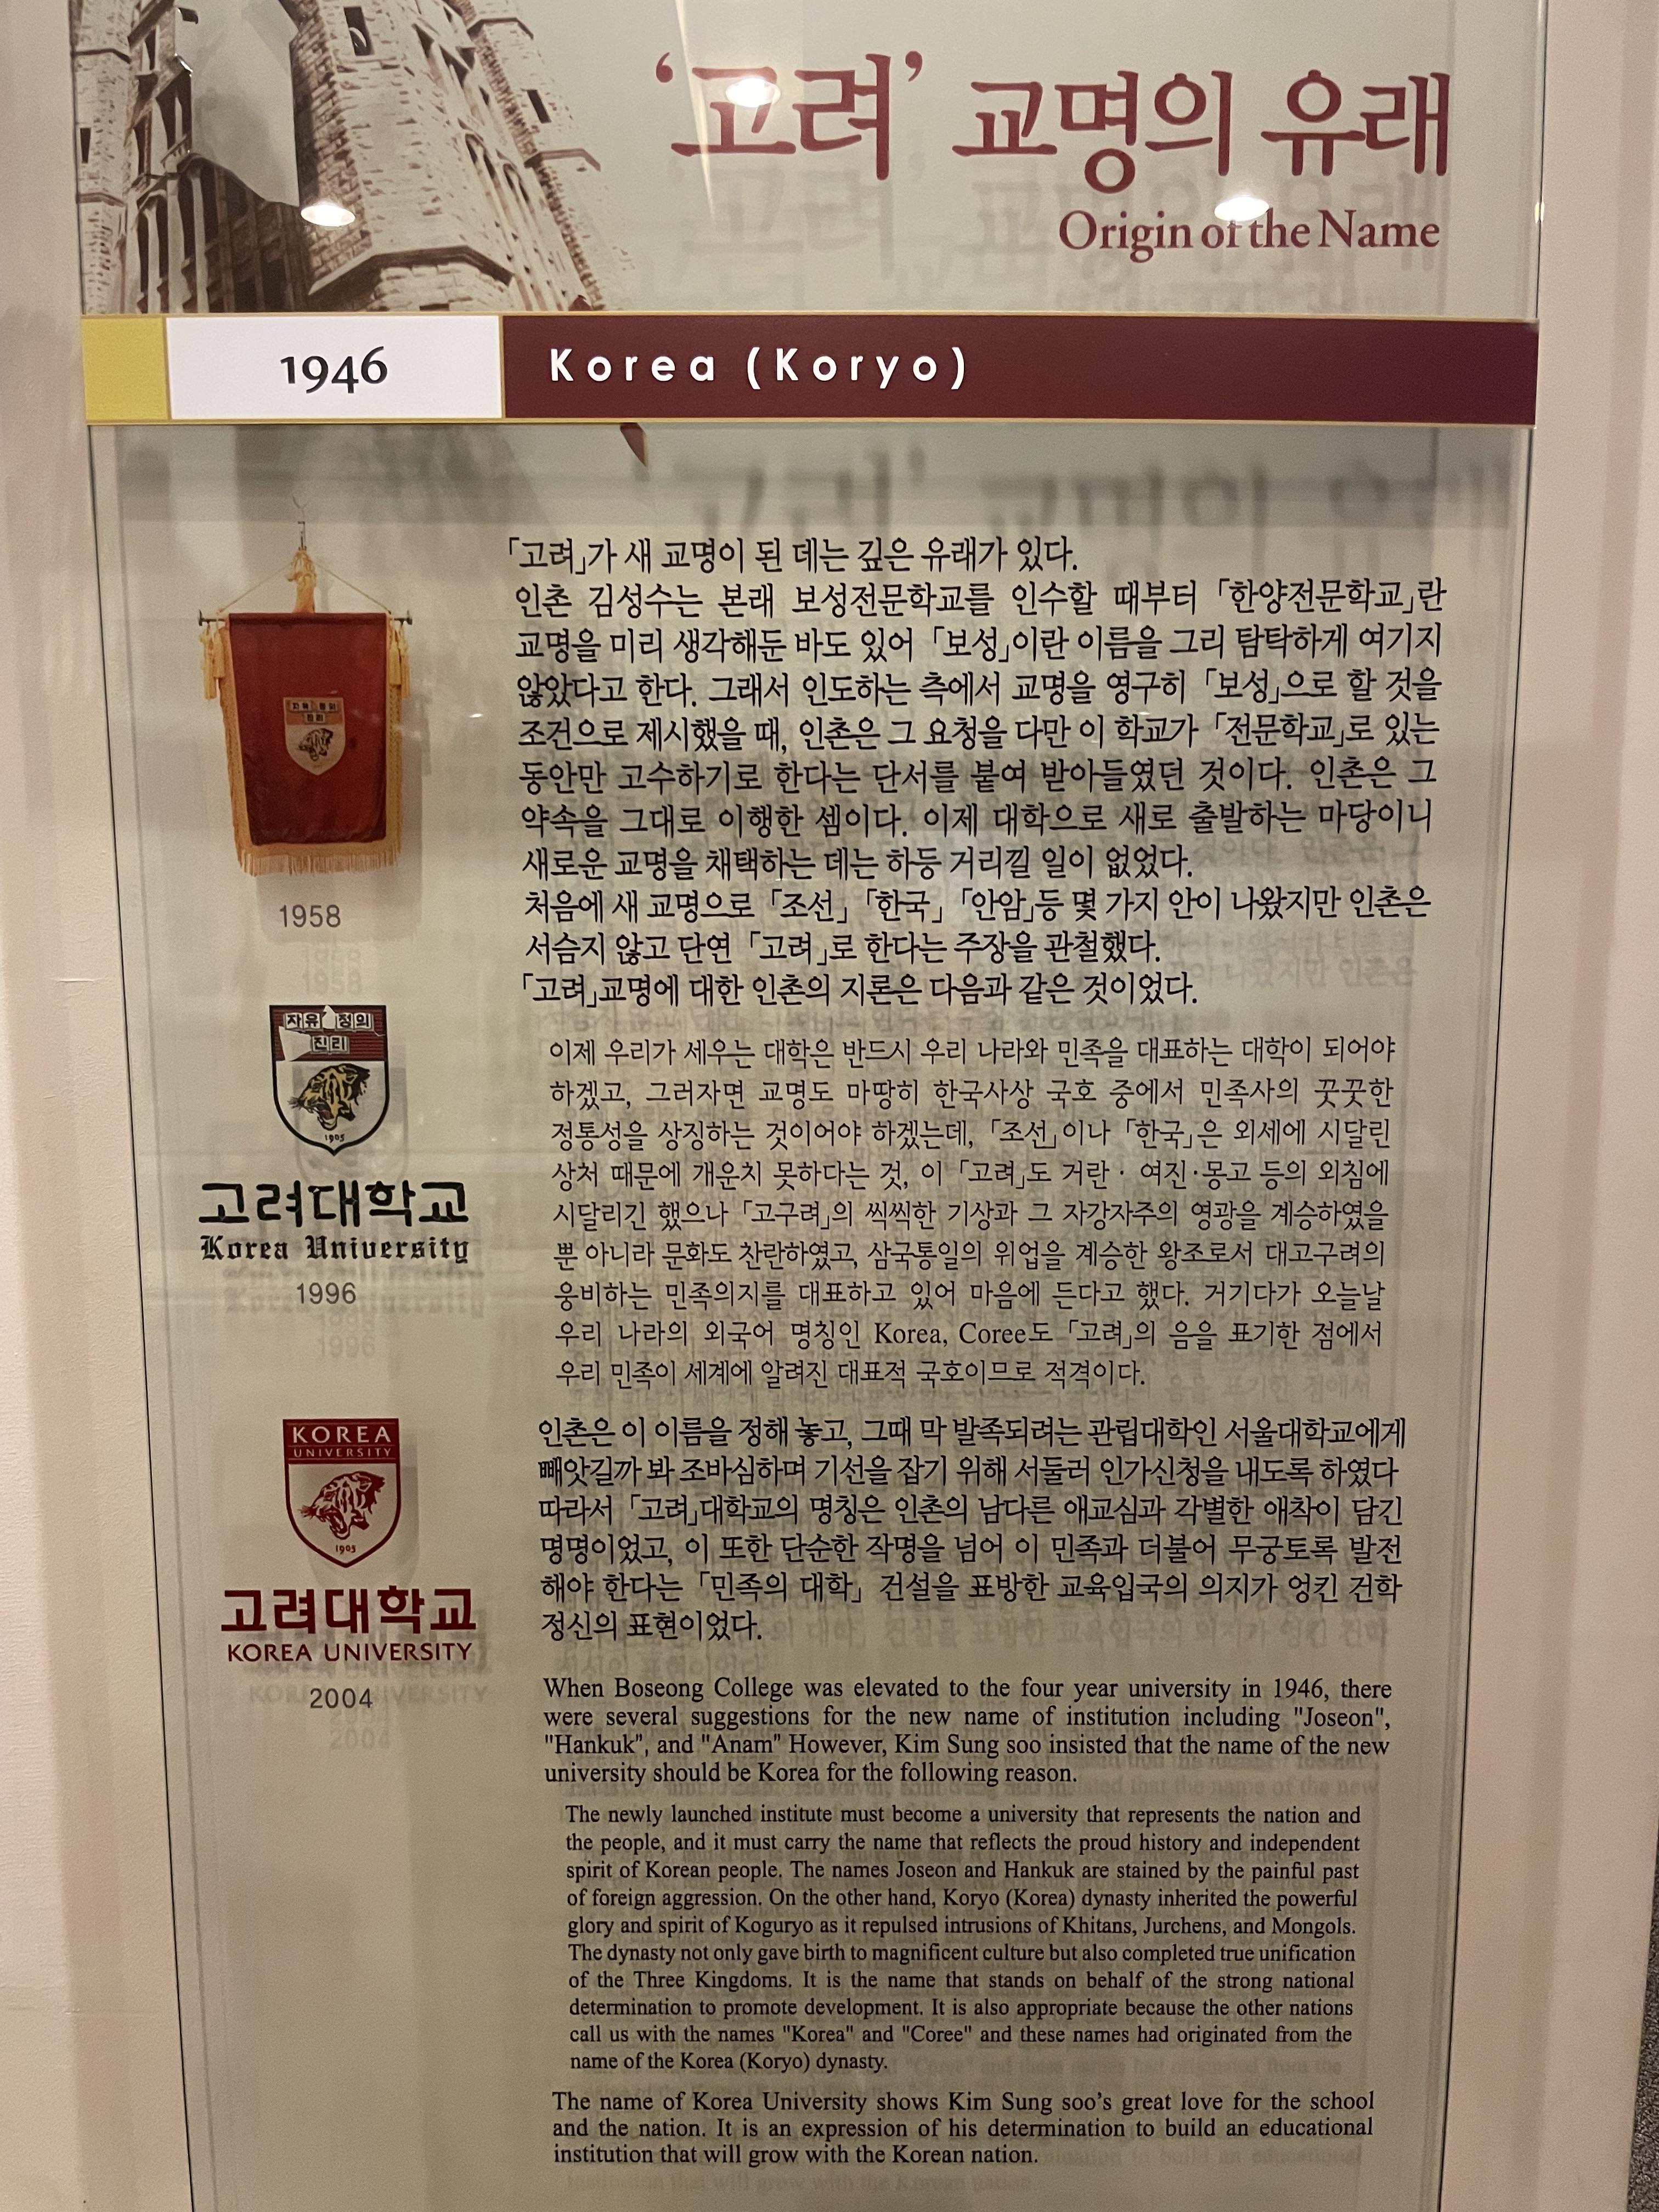 ‘고려’ 교명의 유래
Origin of the Name
1946
Korea (Koryo)
「고려」가 새 교명이 된 데는 깊은 유래가 있다.
인촌 김성수는 본래 보성전문학교를 인수할 때부터 「한양전문학교」란
교명을 미리 생각해둔 바도 있어 「보성」이란 이름을 그리 탐탁하게 여기지
않았다고 한다. 그래서 인도하는 측에서 교명을 영구히 「보성」으로 할 것을
조건으로 제시했을 때, 인촌은 그 요청을 다만 이 학교가 「전문학교」로 있는
동안만 고수하기로 한다는 단서를 붙여 받아들였던 것이다. 인촌은 그
약속을 그대로 이행한 셈이다. 이제 대학으로 새로 출발하는 마당이니
새로운 교명을 채택하는 데는 하등 거리낄 일이 없었다.
처음에 새 교명으로 「조선」 「한국」 「안암」등 몇 가지 안이 나왔지만 인촌은
서슴지 않고 단연 「고려」로 한다는 주장을 관철했다.
「고려」교명에 대한 인촌의 지론은 다음과 같은 것이었다.
이제 우리가 세우는 대학은 반드시 우리 나라와 민족을 대표하는 대학이 되어야
하겠고, 그러자면 교명도 마땅히 한국사상 국호 중에서 민족사의 꿋꿋한
정통성을 상징하는 것이어야 하겠는데, 「조선」이나 「한국」은 외세에 시달린
상처 때문에 개운치 못하다는 것, 이 「고려」도 거란 · 여진·몽고 등의 외침에
시달리긴 했으나 「고구려」의 씩씩한 기상과 그 자강자주의 영광을 계승하였을
뿐 아니라 문화도 찬란하였고, 삼국통일의 위업을 계승한 왕조로서 대고구려의
웅비하는 민족의지를 대표하고 있어 마음에 든다고 했다. 거기다가 오늘날
우리 나라의 외국어 명칭인 Korea, Coree도 「고려」의 음을 표기한 점에서
우리 민족이 세계에 알려진 대표적 국호이므로 적격이다.
인촌은 이 이름을 정해 놓고, 그때 막 발족되려는 관립대학인 서울대학교에게
빼앗길까 봐 조바심하며 기선을 잡기 위해 서둘러 인가신청을 내도록 하였다
따라서 「고려」대학교의 명칭은 인촌의 남다른 애교심과 각별한 애착이 담긴
명명이었고, 이 또한 단순한 작명을 넘어 이 민족과 더불어 무궁토록 발전
해야 한다는 「민족의 대학」 건설을 표방한 교육입국의 의지가 엉킨 건학
정신의 표현이었다.
When Boseong College was elevated to the four year university in 1946, there
were several suggestions for the new name of institution including "Joseon",
"Hankuk", and "Anam" However, Kim Sung soo insisted that the name of the new
university should be Korea for the following reason.
The newly launched institute must become a university that represents the nation and
the people, and it must carry the name that reflects the proud history and independent
spirit of Korean people. The names Joseon and Hankuk are stained by the painful past
of foreign aggression. On the other hand, Koryo (Korea) dynasty inherited the powerful
glory and spirit of Koguryo as it repulsed intrusions of Khitans, Jurchens, and Mongols.
The dynasty not only gave birth to magnificent culture but also completed true unification
of the Three Kingdoms. It is the name that stands on behalf of the strong national
determination to promote development. It is also appropriate because the other nations
call us with the names "Korea" and "Coree" and these names had originated from the
name of the Korea (Koryo) dynasty.
The name of Korea University shows Kim Sung soo’s great love for the school
and the nation. It is an expression of his determination to build an educational
institution that will grow with the Korean nation.
자유 정의
진리
1958
자유 정의
진리
1905
고려대학교
Korea University
1996
KOREA
UNIVERSITY
1905
고려대학교
KOREA UNIVERSITY
2004